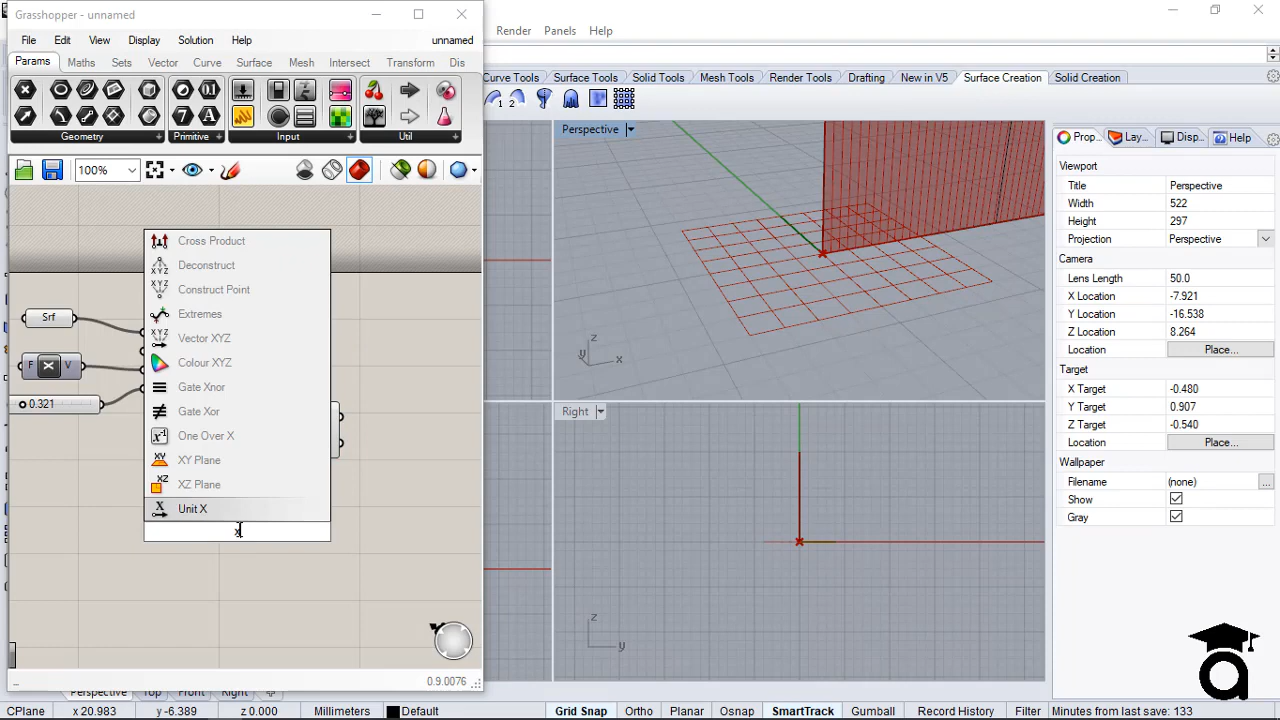 Grasshopper - unnamed
File Edit View Display Solution Help unnamed
Params Maths Sets Vector Curve Surface Mesh Intersect Transform Dis
Geometry Primitive Input Util
100%
Cross Product
Deconstruct
Construct Point
Extremes
Vector XYZ
Colour XYZ
Gate Xnor
Gate Xor
One Over X
XY Plane
XZ Plane
Unit X
x
Srf
F V
0.321
0.9.0076
Render Panels Help
Curve Tools Surface Tools Solid Tools Mesh Tools Render Tools Drafting New in V5 Surface Creation Solid Creation
Perspective
z
y
x
Right
z
y
Prop... Lay... Disp... Help
Viewport
Title Perspective
Width 522
Height 297
Projection Perspective
Camera
Lens Length 50.0
X Location -7.921
Y Location -16.538
Z Location 8.264
Location Place...
Target
X Target -0.480
Y Target 0.907
Z Target -0.540
Location Place...
Wallpaper
Filename (none) ...
Show
Gray
Perspective Top Front Right
CPlane x 20.983 y -6.389 z 0.000 Millimeters Default Grid Snap Ortho Planar Osnap SmartTrack Gumball Record History Filter Minutes from last save: 133